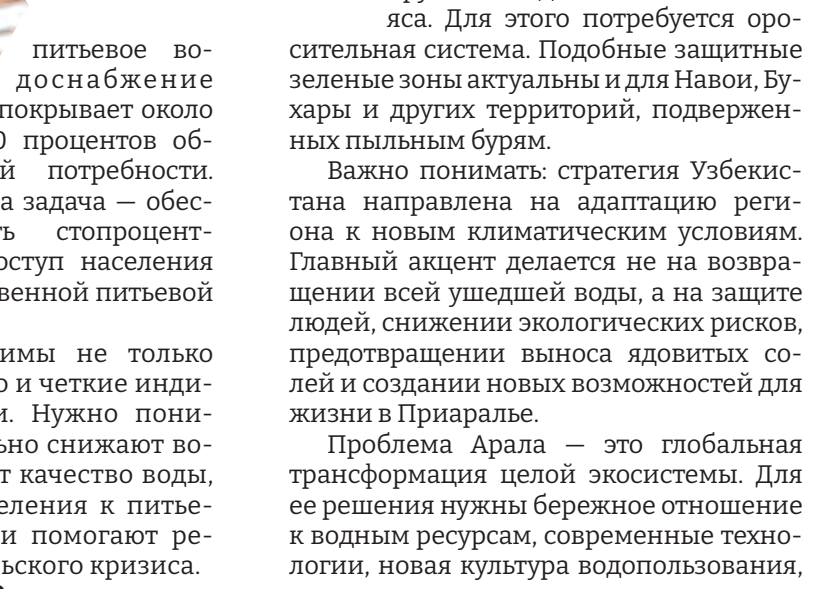 питьевое во-
доснабжение
покрывает около
0 процентов об-
й потребности.
а задача — обес-
ь стопроцент-
оступ населения
венной питьевой
имы не только
о и четкие инди-
и. Нужно пони-
ьно снижают во-
т качество воды,
еления к питье-
и помогают ре-
ьского кризиса.
яса. Для этого потребуется оро-
сительная система. Подобные защитные
зеленые зоны актуальны и для Навои, Бу-
хары и других территорий, подвержен-
ных пыльным бурям.
Важно понимать: стратегия Узбекис-
тана направлена на адаптацию реги-
она к новым климатическим условиям.
Главный акцент делается не на возвра-
щении всей ушедшей воды, а на защите
людей, снижении экологических рисков,
предотвращении выноса ядовитых со-
лей и создании новых возможностей для
жизни в Приаралье.
Проблема Арала — это глобальная
трансформация целой экосистемы. Для
ее решения нужны бережное отношение
к водным ресурсам, современные техно-
логии, новая культура водопользования,